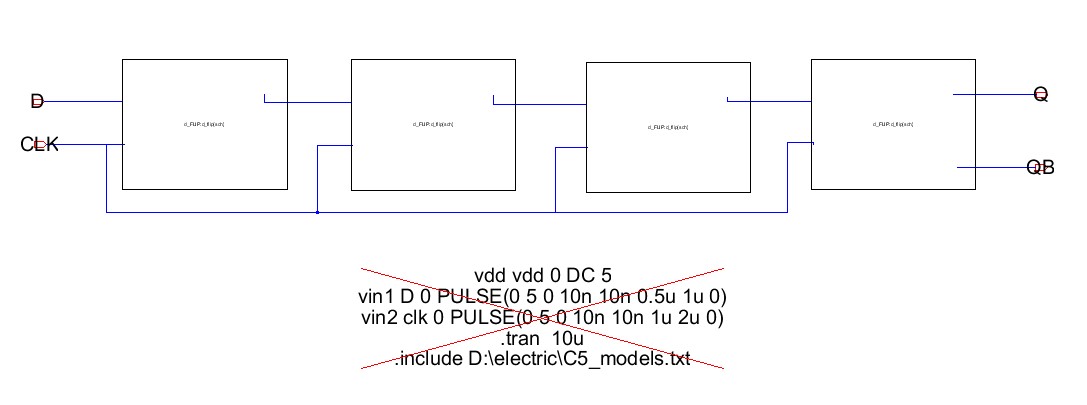 D
CLK
d_FLIP:d_flip{sch}
d_FLIP:d_flip{sch}
d_FLIP:d_flip{sch}
d_FLIP:d_flip{sch}
Q
QB
vdd vdd 0 DC 5
vin1 D 0 PULSE(0 5 0 10n 10n 0.5u 1u 0)
vin2 clk 0 PULSE(0 5 0 10n 10n 1u 2u 0)
.tran 10u
.include D:\electric\C5_models.txt